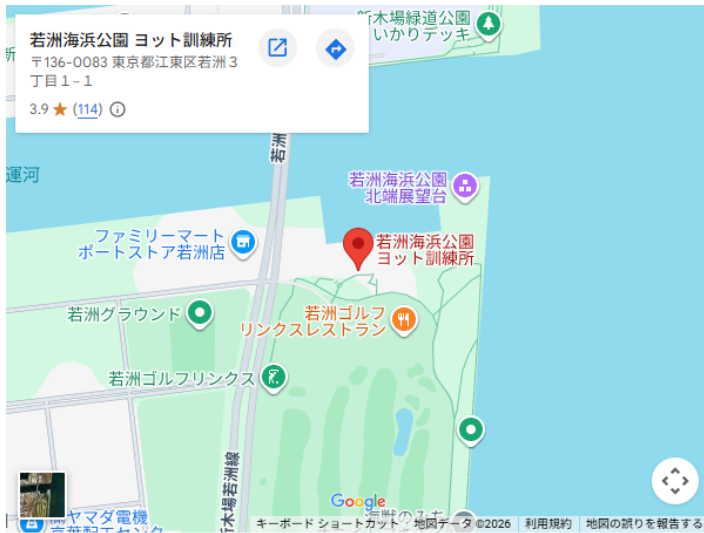 若洲海浜公園 ヨット訓練所
〒136-0083 東京都江東区若洲3
丁目1-1
3.9 ★ (114)
新木場緑道公園
いかりデッキ
若洲
運河
若洲海浜公園
北端展望台
ファミリーマート
ポートストア若洲店
若洲海浜公園
ヨット訓練所
若洲グラウンド
若洲ゴルフ
リンクスレストラン
若洲ゴルフリンクス
木場若洲線
Google
海獣のみち
ヤマダ電機
キーボード ショートカット
地図データ ©2026
利用規約
地図の誤りを報告する